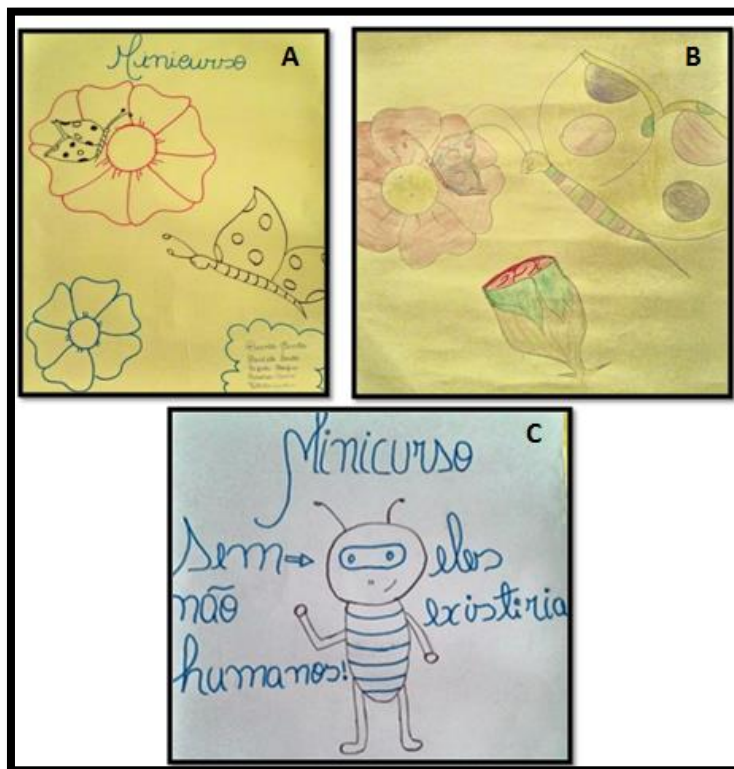 Minicurso
A
B
Minicurso
C
Sem ⇨ eles
não existiria
humanos!